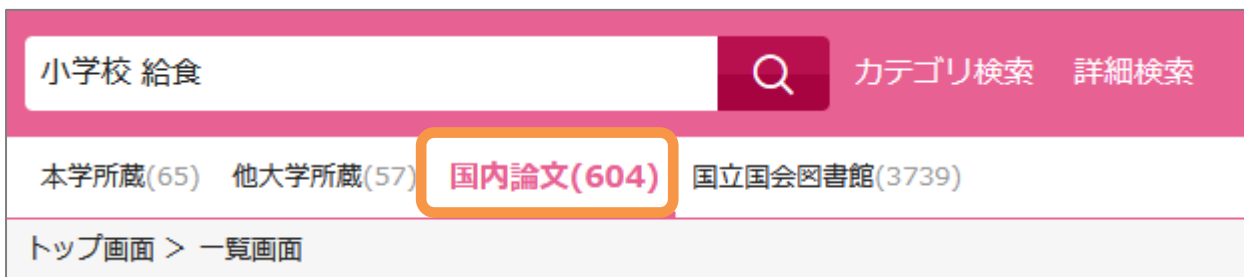 小学校 給食 カテゴリ検索 詳細検索
本学所蔵(65) 他大学所蔵(57) 国内論文(604) 国立国会図書館(3739)
トップ画面 > 一覧画面